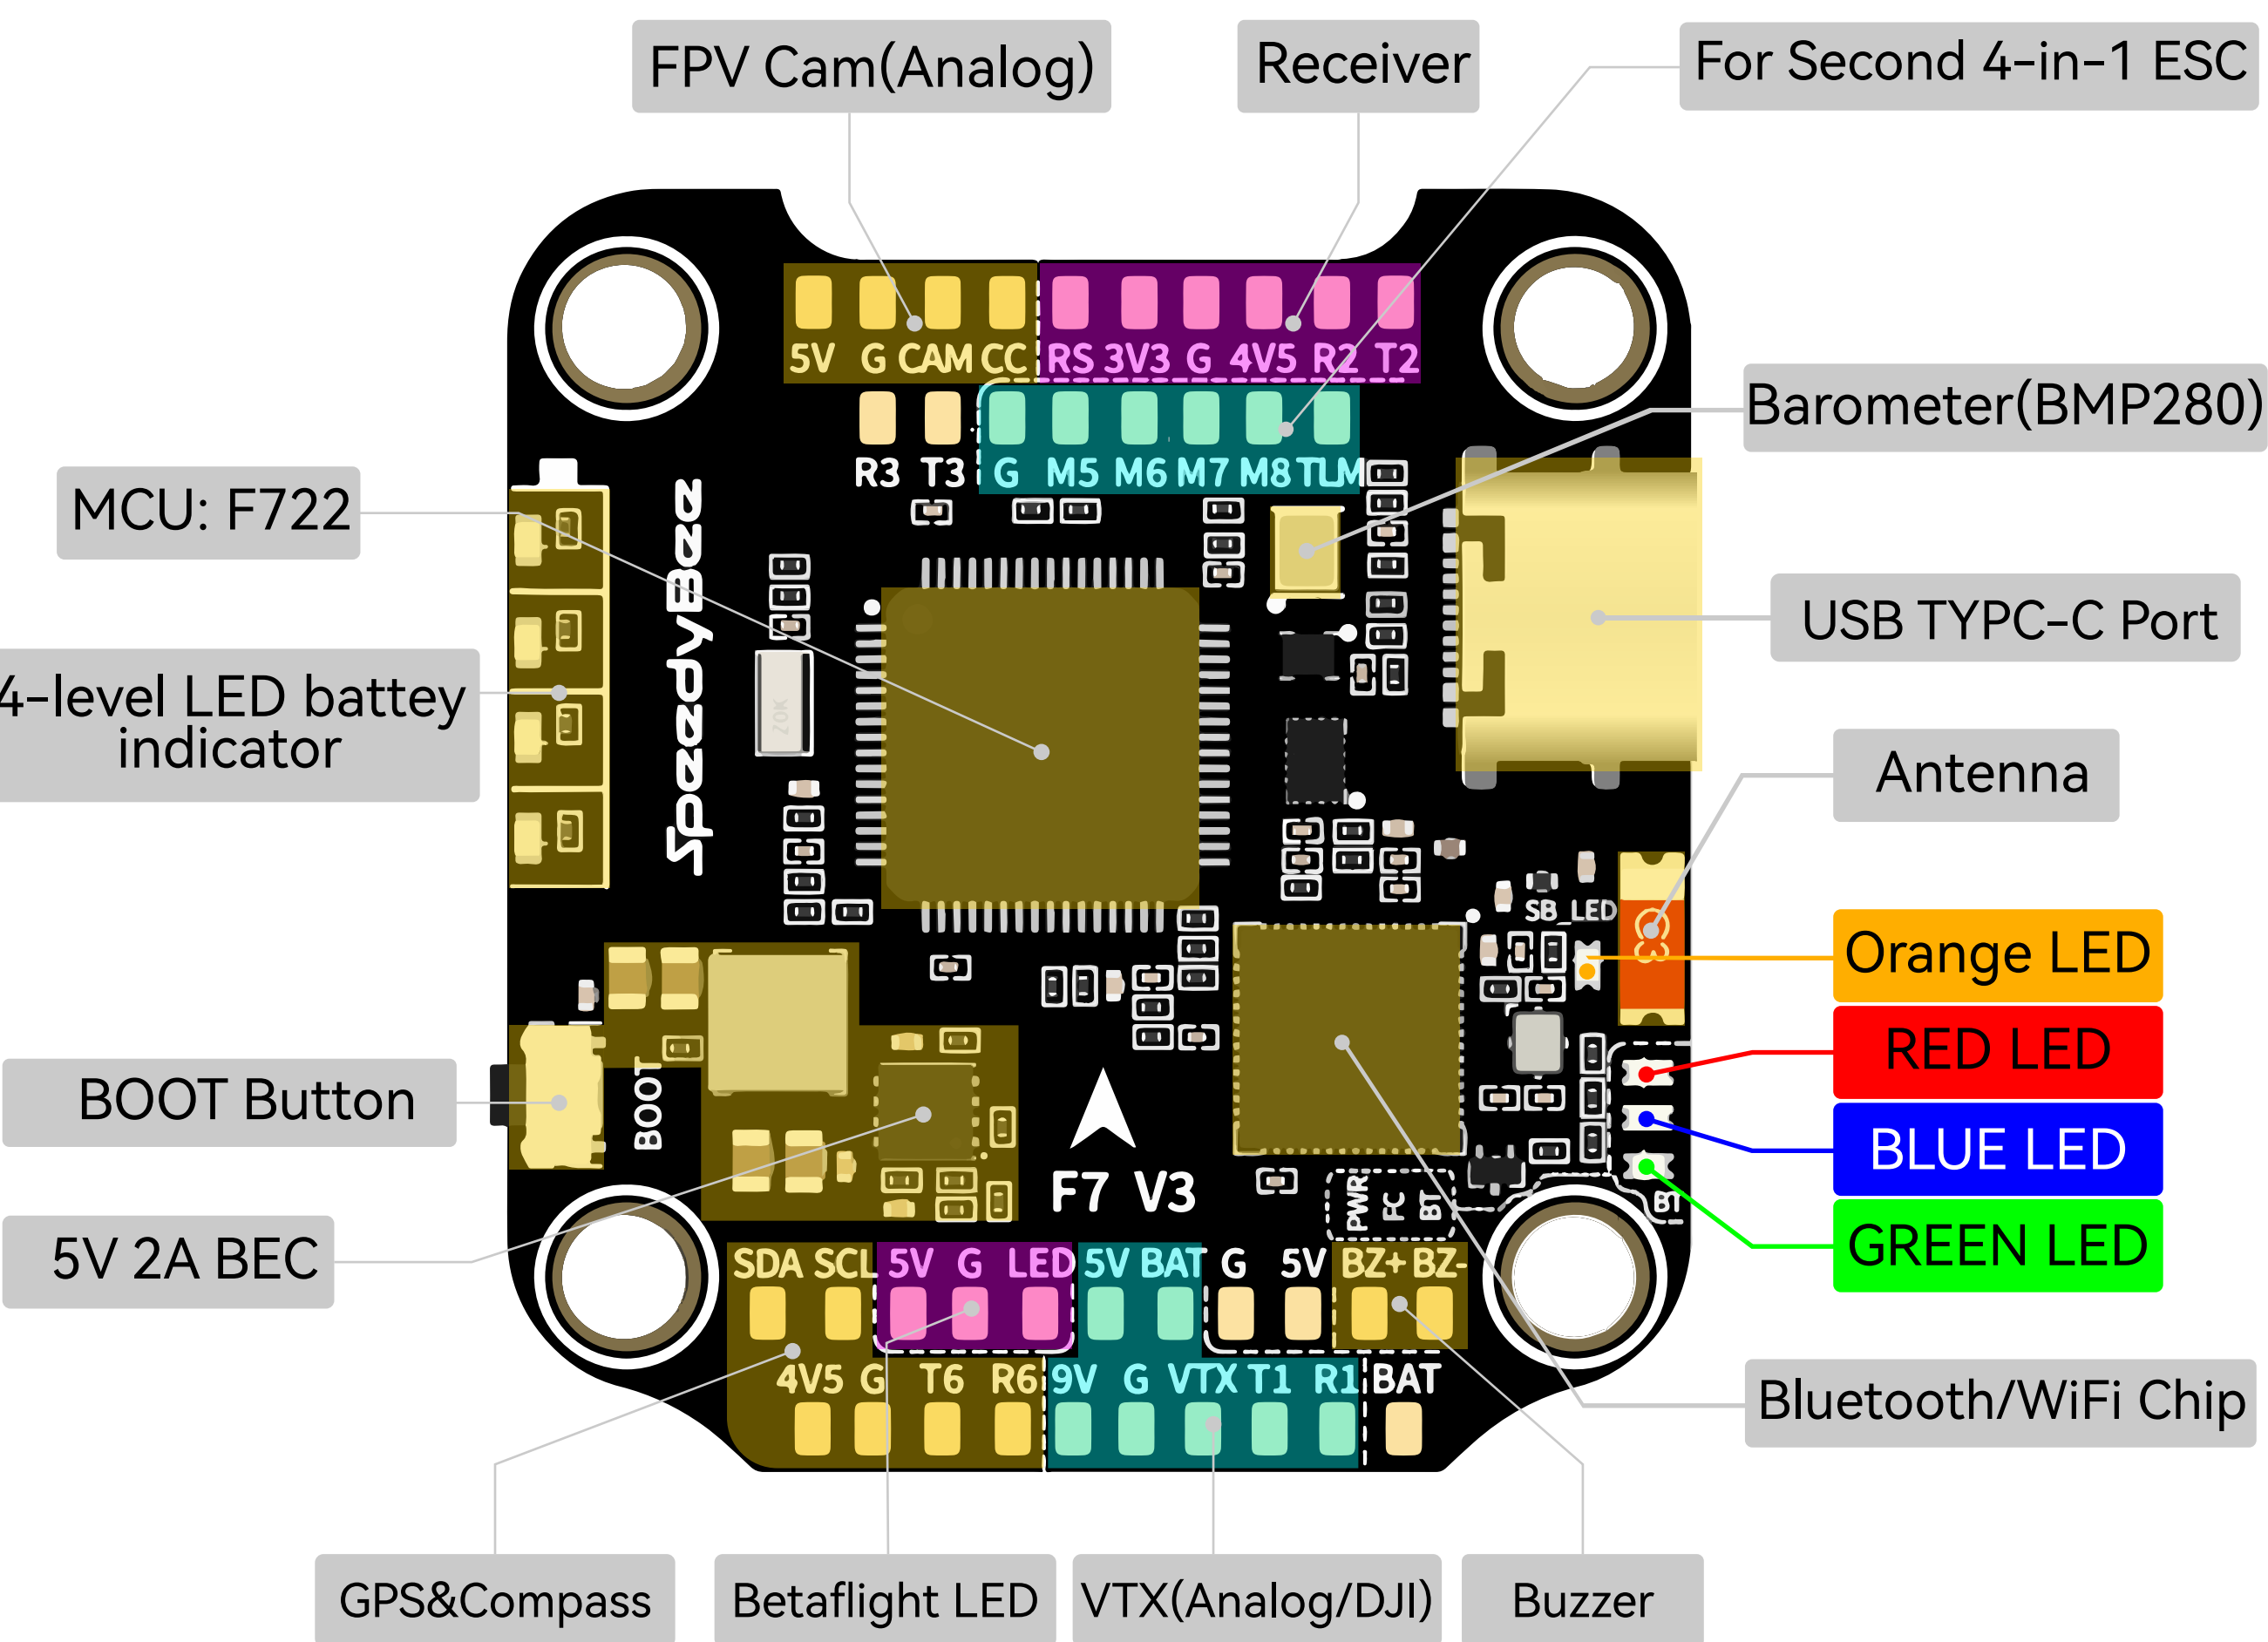 FPV Cam(Analog)
Receiver
For Second 4-in-1 ESC
5V G CAM CC RS 3V3 G 4V5 R2 T2
Barometer(BMP280)
R3 T3 G M5 M6 M7 M8 TLM
MCU: F722
SpeedyBee
USB TYPC-C Port
4-level LED battey
indicator
ZOK
Antenna
SB LED
Orange LED
RED LED
BOOT Button
BOOT
BLUE LED
F7 V3
PWR
FC
BT
BT
5V 2A BEC
GREEN LED
SDA SCL 5V G LED 5V BAT G 5V BZ+ BZ-
4V5 G T6 R6 9V G VTX T1 R1 BAT
Bluetooth/WiFi Chip
GPS&Compass
Betaflight LED
VTX(Analog/DJI)
Buzzer